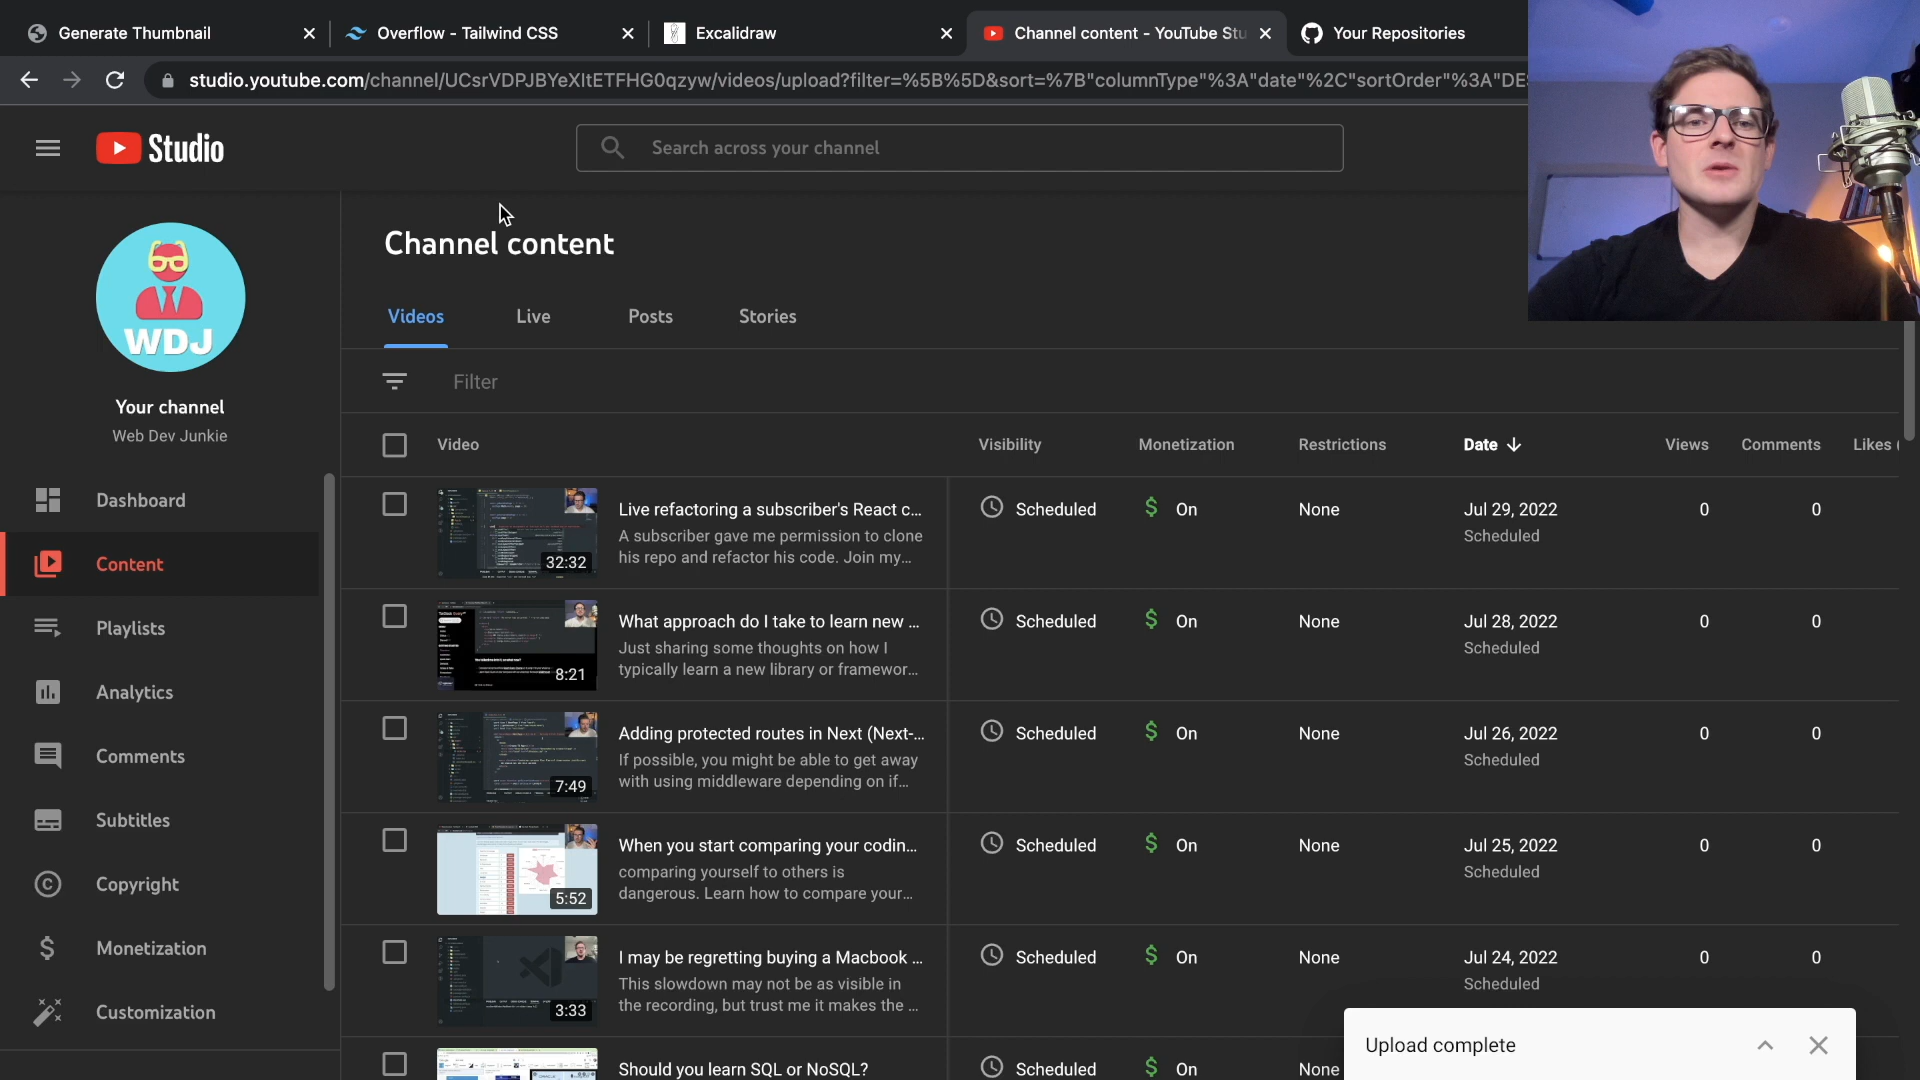 Generate Thumbnail
Overflow - Tailwind CSS
Excalidraw
Channel content - YouTube Stu
Your Repositories
studio.youtube.com/channel/UCsrVDPJBYeXItETFHG0qzyw/videos/upload?filter=%5B%5D&sort=%7B"columnType"%3A"date"%2C"sortOrder"%3A"DES
Studio
Search across your channel
WDJ
Your channel
Web Dev Junkie
Dashboard
Content
Playlists
Analytics
Comments
Subtitles
Copyright
Monetization
Customization
Channel content
Videos
Live
Posts
Stories
Filter
Video Visibility Monetization Restrictions Date Views Comments Likes (
32:32
Live refactoring a subscriber's React c... Scheduled On None Jul 29, 2022 0 0
A subscriber gave me permission to clone Scheduled
his repo and refactor his code. Join my...
8:21
What approach do I take to learn new ... Scheduled On None Jul 28, 2022 0 0
Just sharing some thoughts on how I Scheduled
typically learn a new library or framewor...
7:49
Adding protected routes in Next (Next-... Scheduled On None Jul 26, 2022 0 0
If possible, you might be able to get away Scheduled
with using middleware depending on if...
5:52
When you start comparing your codin... Scheduled On None Jul 25, 2022 0 0
comparing yourself to others is Scheduled
dangerous. Learn how to compare your...
3:33
I may be regretting buying a Macbook ... Scheduled On None Jul 24, 2022 0 0
This slowdown may not be as visible in Scheduled
the recording, but trust me it makes the ...
Should you learn SQL or NoSQL? Scheduled On None
Upload complete